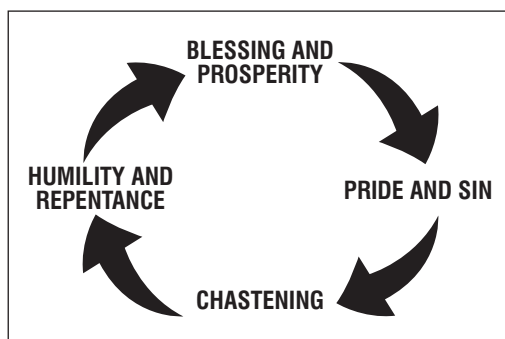 BLESSING AND
PROSPERITY
PRIDE AND SIN
CHASTENING
HUMILITY AND
REPENTANCE